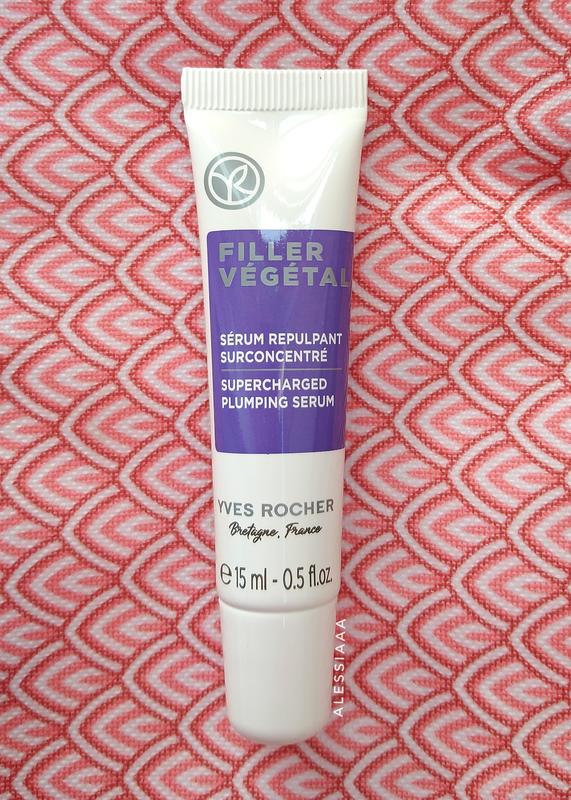 FILLER
VÉGÉTAL
SÉRUM REPULPANT
SURCONCENTRÉ
SUPERCHARGED
PLUMPING SERUM
YVES ROCHER
Bretagne, France
℮ 15 ml - 0.5 fl.oz.
ALESSIAAA